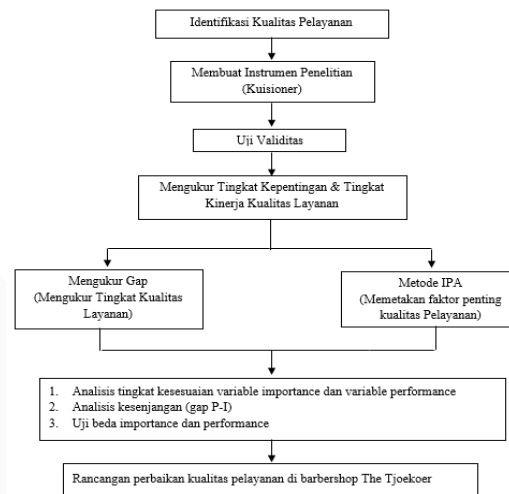 Identifikasi Kualitas Pelayanan
Membuat Instrumen Penelitian
(Kuisioner)
Uji Validitas
Mengukur Tingkat Kepentingan & Tingkat
Kinerja Kualitas Layanan
Mengukur Gap
(Mengukur Tingkat Kualitas
Layanan)
Metode IPA
(Memetakan faktor penting
kualitas Pelayanan)
1. Analisis tingkat kesesuaian variable importance dan variable performance
2. Analisis kesenjangan (gap P-I)
3. Uji beda importance dan performance
Rancangan perbaikan kualitas pelayanan di barbershop The Tjoekoer